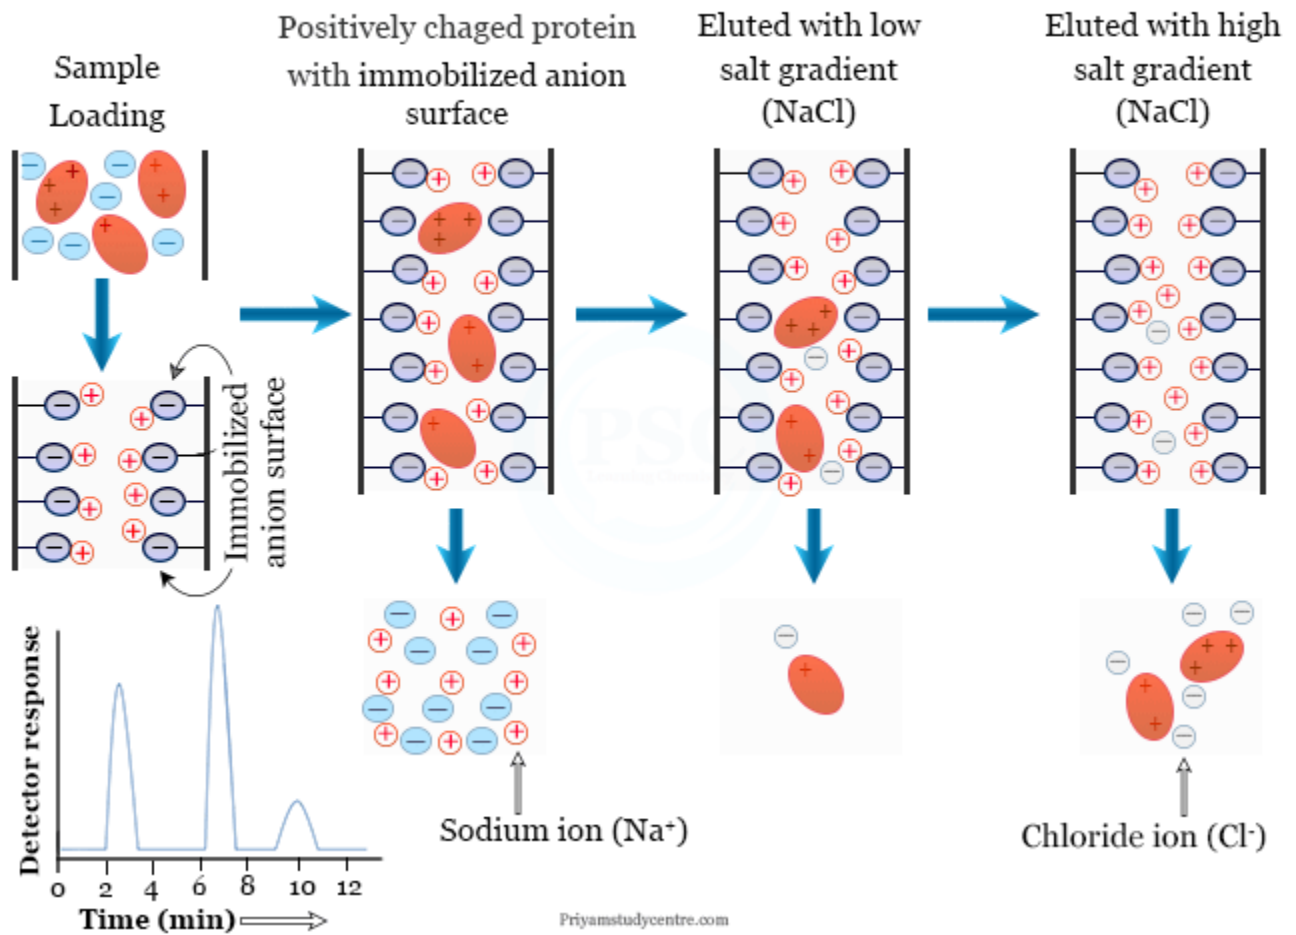 Sample
Loading
Positively chaged protein
with immobilized anion
surface
Eluted with low
salt gradient
(NaCl)
Eluted with high
salt gradient
(NaCl)
Immobilized
anion surface
PSC
Detector response
0 2 4 6 8 10 12
Time (min)
Sodium ion (Na⁺)
Chloride ion (Cl⁻)
Priyamstudycentre.com